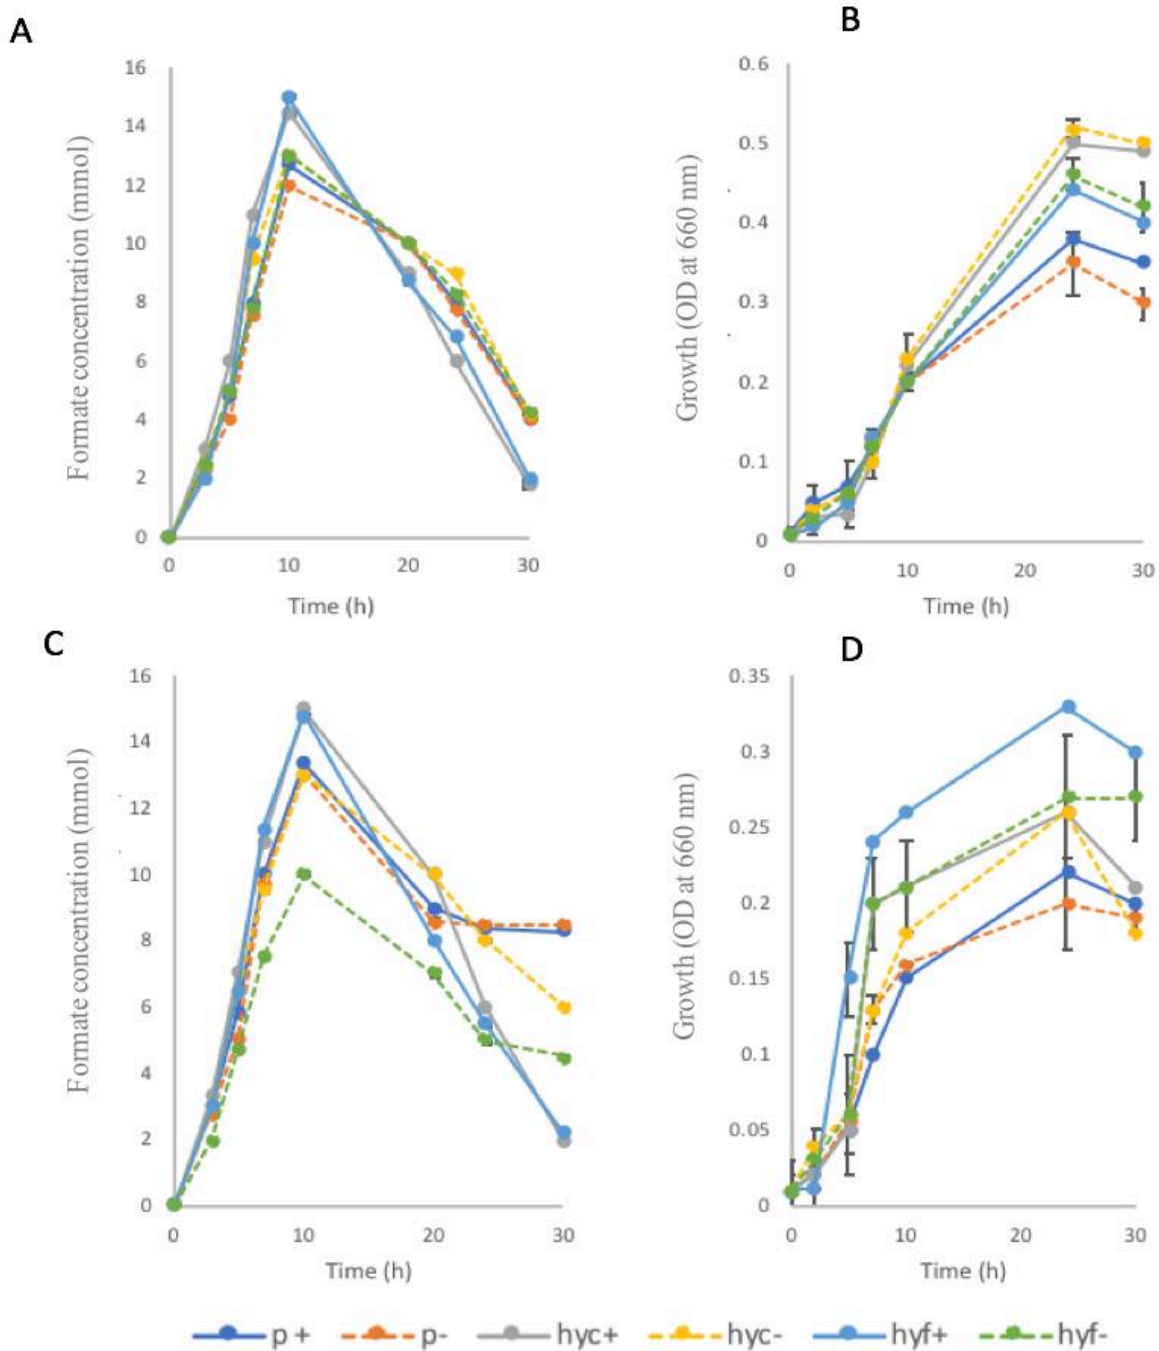 A
B
16
14
12
10
8
6
4
2
0
Formate concentration (mmol)
0 10 20 30
Time (h)
0.6
0.5
0.4
0.3
0.2
0.1
0
Growth (OD at 660 nm)
0 10 20 30
Time (h)
C
D
16
14
12
10
8
6
4
2
0
Formate concentration (mmol)
0 10 20 30
Time (h)
0.35
0.3
0.25
0.2
0.15
0.1
0.05
0
Growth (OD at 660 nm)
0 10 20 30
Time (h)
p + p- hyc+ hyc- hyf+ hyf-